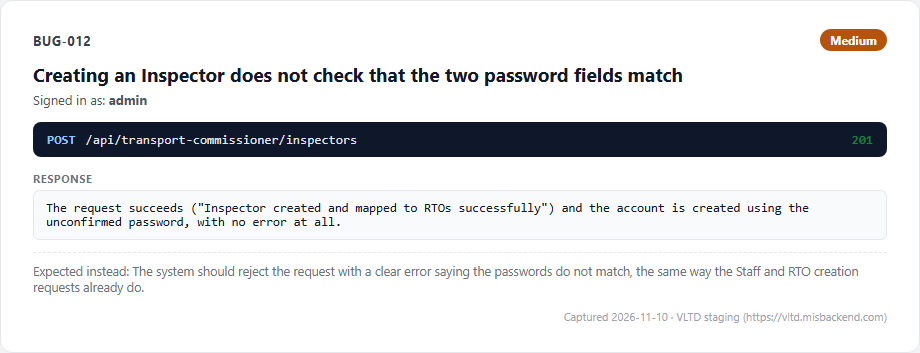 BUG-012
Medium
Creating an Inspector does not check that the two password fields match
Signed in as: admin
POST /api/transport-commissioner/inspectors 201
RESPONSE
The request succeeds ("Inspector created and mapped to RTOs successfully") and the account is created using the
unconfirmed password, with no error at all.
Expected instead: The system should reject the request with a clear error saying the passwords do not match, the same way the Staff and RTO creation
requests already do.
Captured 2026-11-10 · VLTD staging (https://vltd.misbackend.com)